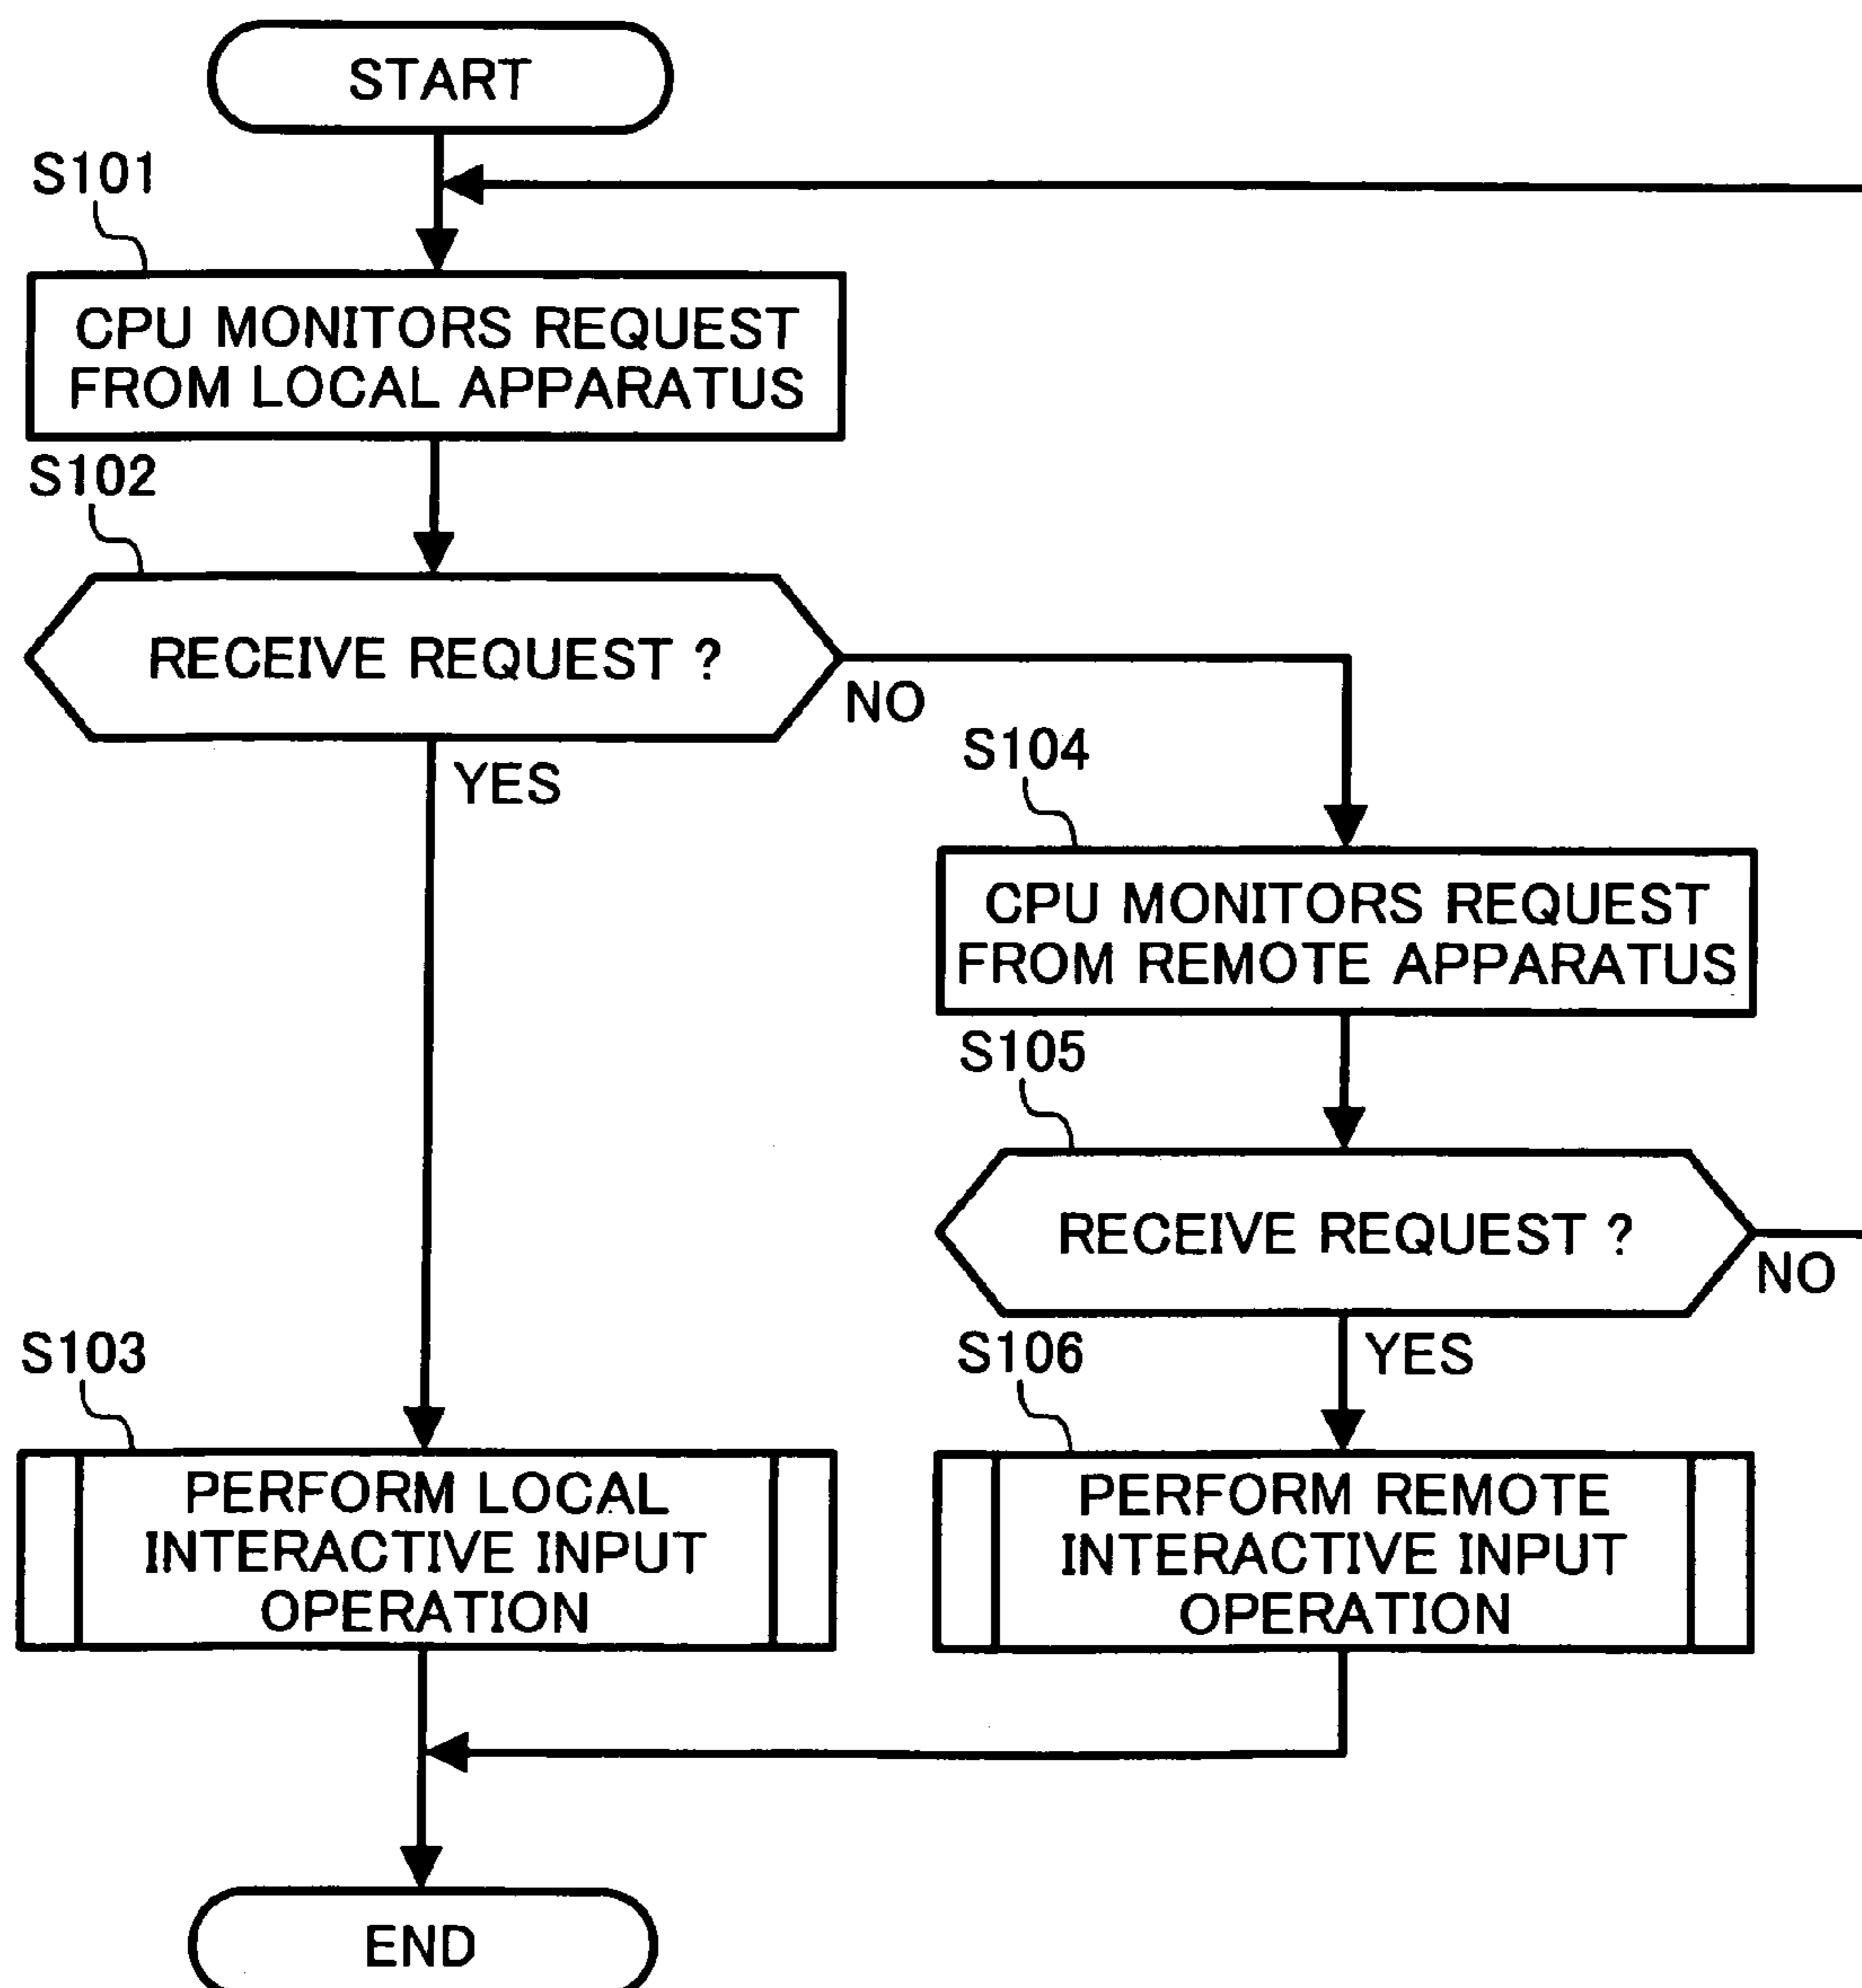 START
S101
CPU MONITORS REQUEST
FROM LOCAL APPARATUS
S102
RECEIVE REQUEST ?
NO
YES
S104
CPU MONITORS REQUEST
FROM REMOTE APPARATUS
S105
RECEIVE REQUEST ?
NO
YES
S103
PERFORM LOCAL
INTERACTIVE INPUT
OPERATION
S106
PERFORM REMOTE
INTERACTIVE INPUT
OPERATION
END